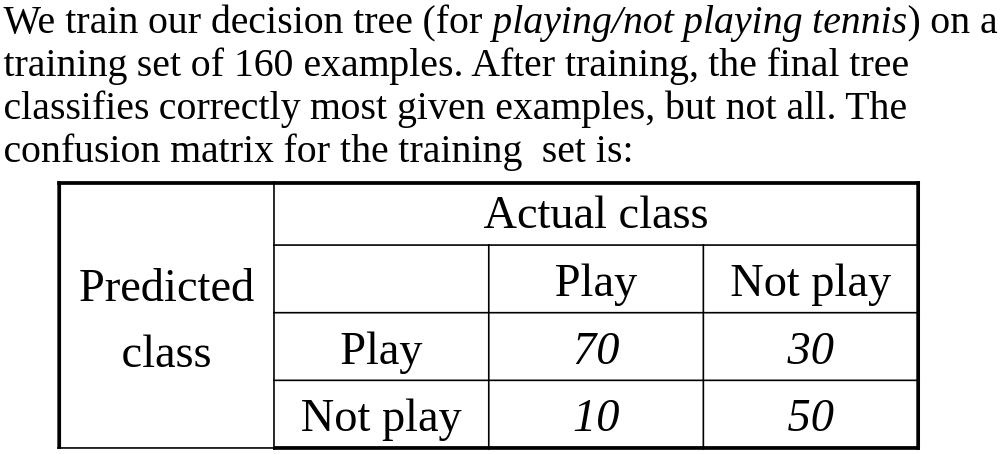 We train our decision tree (for playing/not playing tennis) on a
training set of 160 examples. After training, the final tree
classifies correctly most given examples, but not all. The
confusion matrix for the training  set is:
Predicted
class
Actual class
Play Not play
Play 70 30
Not play 10 50